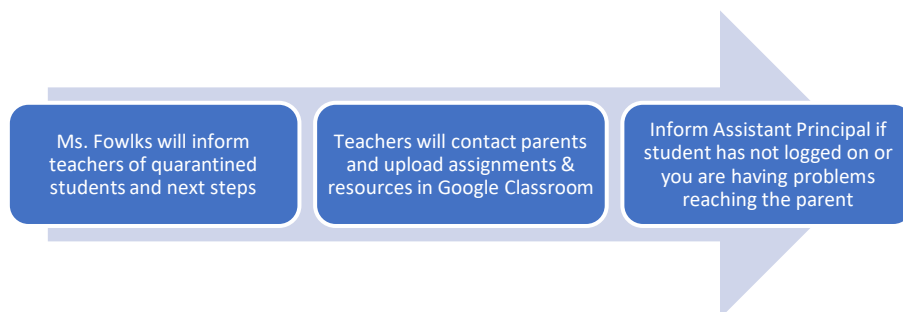 Ms. Fowlks will inform
teachers of quarantined
students and next steps
Teachers will contact parents
and upload assignments &
resources in Google Classroom
Inform Assistant Principal if
student has not logged on or
you are having problems
reaching the parent